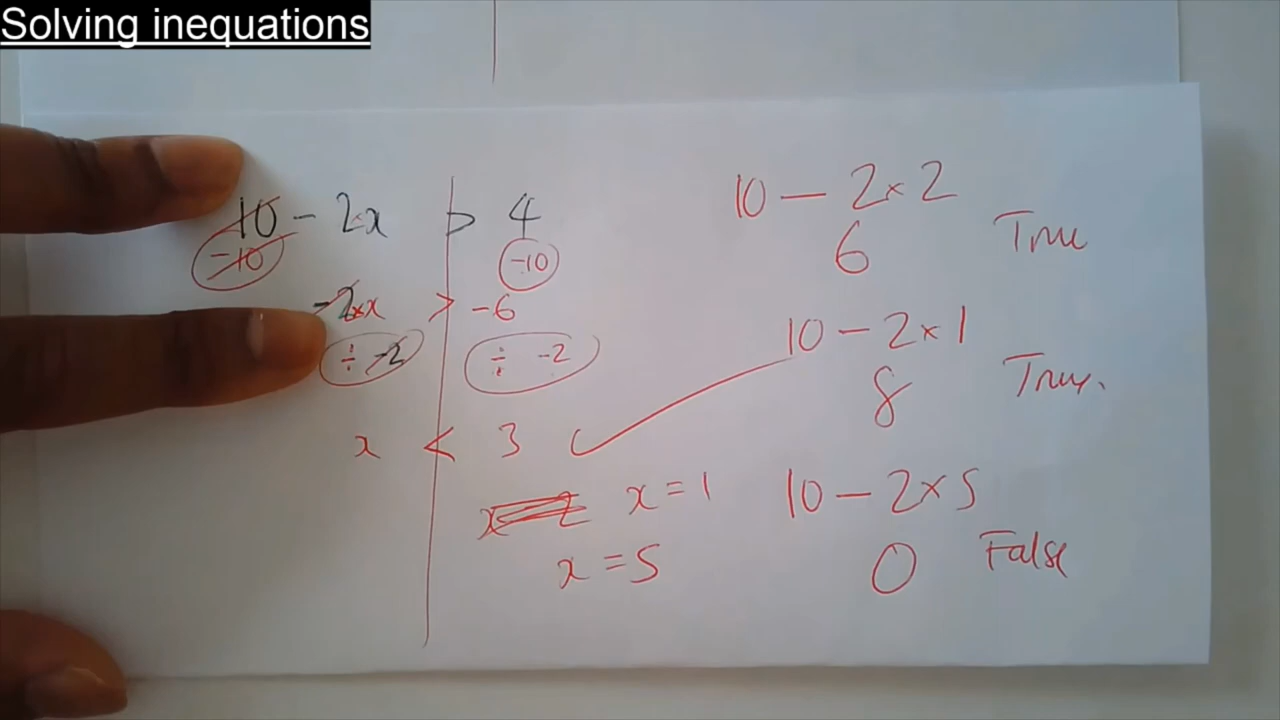 Solving inequations
10 - 2x > 4
-10 -10
-2xx > -6
÷ -2 ÷ -2
x < 3
x = 1
x = 5
10 - 2 x 2
6 True
10 - 2 x 1
8 True.
10 - 2 x 5
0 False